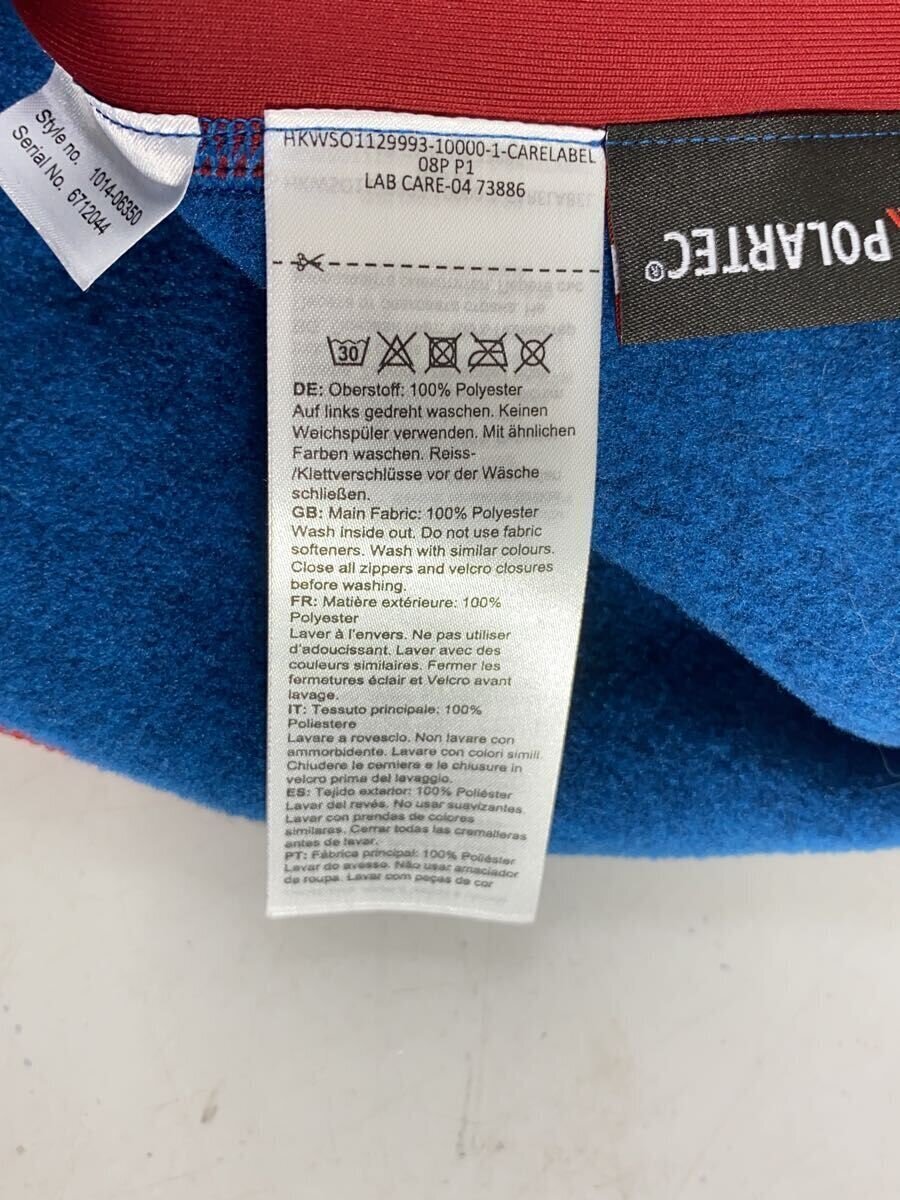 Style no. 1014-06350
Serial No. 6712044
HKWSO1129993-10000-1-CARELABEL
08P P1
LAB CARE-04 73886
POLARTEC®
30
DE: Oberstoff: 100% Polyester
Auf links gedreht waschen. Keinen
Weichspüler verwenden. Mit ähnlichen
Farben waschen. Reiss-
/Klettverschlüsse vor der Wäsche
schließen.
GB: Main Fabric: 100% Polyester
Wash inside out. Do not use fabric
softeners. Wash with similar colours.
Close all zippers and velcro closures
before washing.
FR: Matière extérieure: 100%
Polyester
Laver à l'envers. Ne pas utiliser
d'adoucissant. Laver avec des
couleurs similaires. Fermer les
fermetures éclair et Velcro avant
lavage.
IT: Tessuto principale: 100%
Poliestere
Lavare a rovescio. Non lavare con
ammorbidente. Lavare con colori simili.
Chiudere le cerniere e le chiusure in
velcro prima del lavaggio.
ES: Tejido exterior: 100% Poliéster
Lavar del revés. No usar suavizantes.
Lavar con prendas de colores
similares. Cerrar todas las cremalleras
antes de lavar.
PT: Fábrica principal: 100% Poliéster
Lavar do avesso. Não usar amaciador
de roupa. Lavar com peças de cor